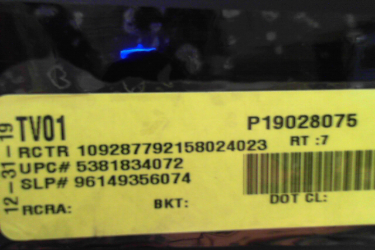 12-31-19
TV01 P19028075
RCTR 109287792158024023 RT :7
UPC# 5381834072
SLP# 96149356074
RCRA: BKT: DOT CL: